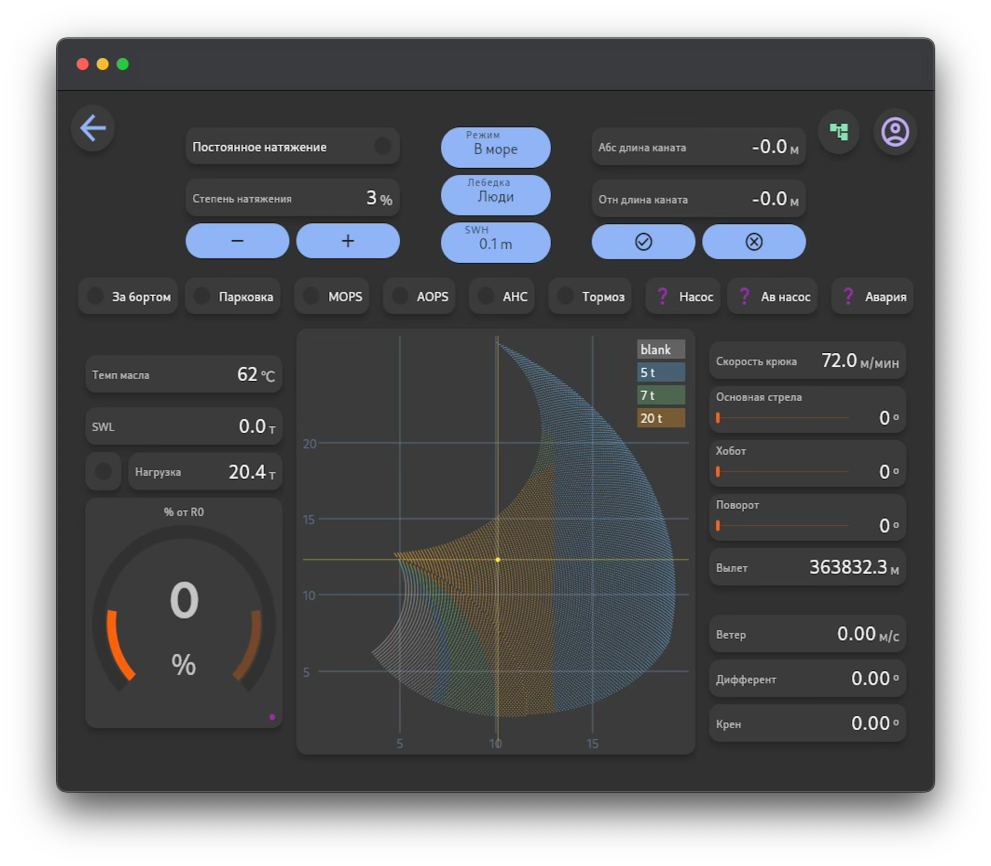 Постоянное натяжение
Степень натяжения 3 %
− +
Режим
В море
Лебедка
Люди
SWH
0.1 m
Абс длина каната -0.0 м
Отн длина каната -0.0 м
За бортом Парковка MOPS AOPS AHC Тормоз ? Насос ? Ав насос ? Авария
Темп масла 62 °C
SWL 0.0 т
Нагрузка 20.4 т
% от R0
0
%
blank
5 t
7 t
20 t
20
15
10
5
5 10 15
Скорость крюка 72.0 м/мин
Основная стрела
0 °
Хобот
0 °
Поворот
0 °
Вылет 363832.3 м
Ветер 0.00 м/с
Дифферент 0.00 °
Крен 0.00 °